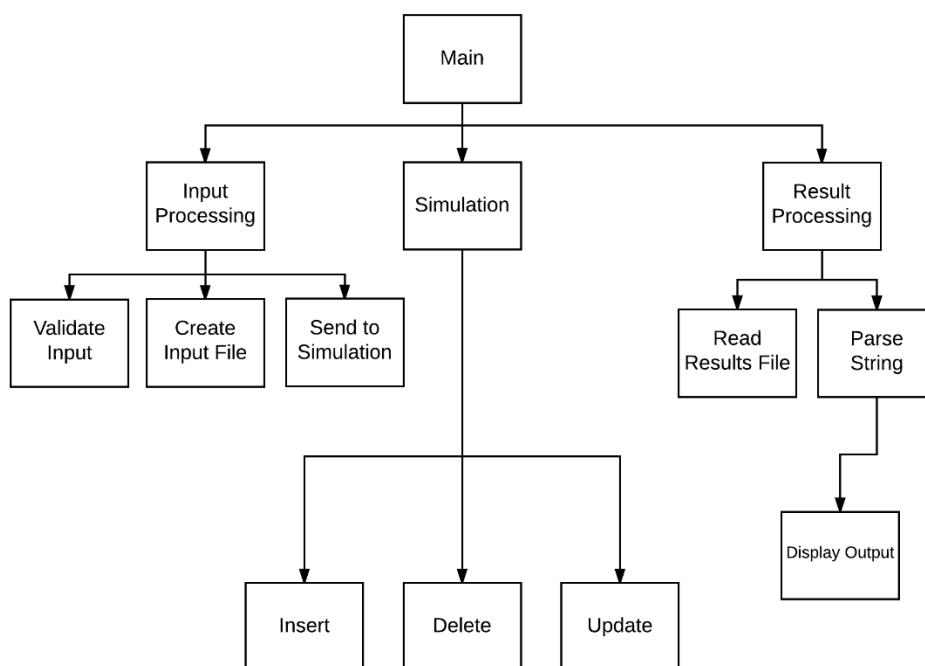 Main
Input
Processing
Simulation
Result
Processing
Validate
Input
Create
Input File
Send to
Simulation
Read
Results File
Parse
String
Display Output
Insert
Delete
Update